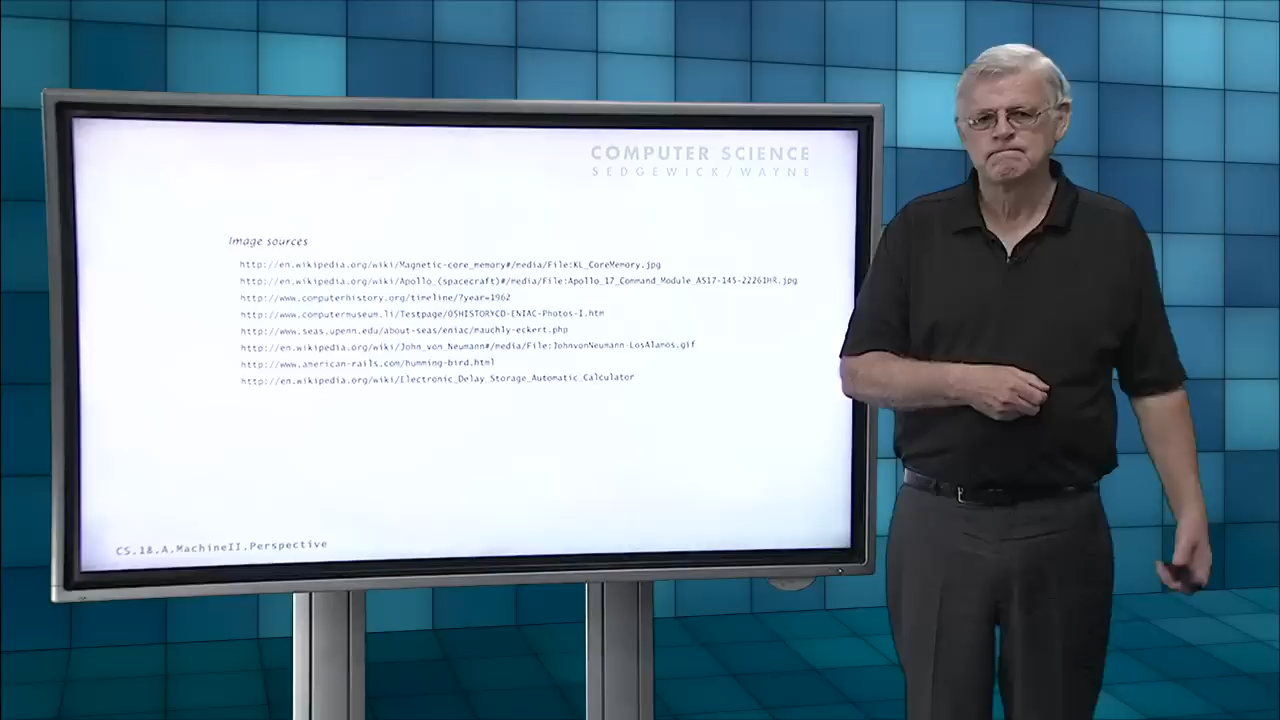 COMPUTER SCIENCE
SEDGEWICK/WAYNE
Image sources
http://en.wikipedia.org/wiki/Magnetic-core_memory#/media/File:KL_CoreMemory.jpg
http://en.wikipedia.org/wiki/Apollo_(spacecraft)#/media/File:Apollo_17_Command_Module_AS17-145-22261HR.jpg
http://www.computerhistory.org/timeline/?year=1962
http://www.computermuseum.li/Testpage/05HISTORYCD-ENIAC-Photos-I.htm
http://www.seas.upenn.edu/about-seas/eniac/mauchly-eckert.php
http://en.wikipedia.org/wiki/John_von_Neumann#/media/File:JohnvonNeumann-LosAlamos.gif
http://www.american-rails.com/humming-bird.html
http://en.wikipedia.org/wiki/Electronic_Delay_Storage_Automatic_Calculator
CS.18.A.MachineII.Perspective